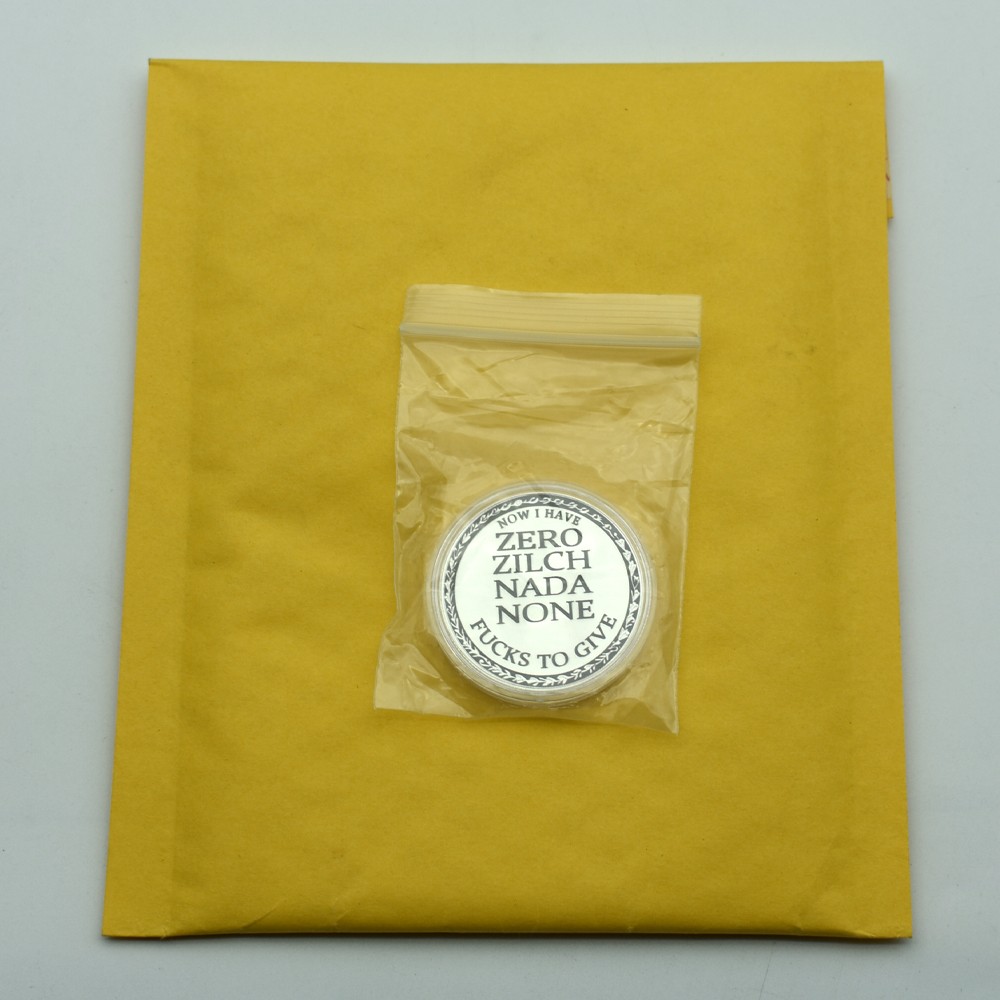 NOW I HAVE
ZERO
ZILCH
NADA
NONE
FUCKS TO GIVE